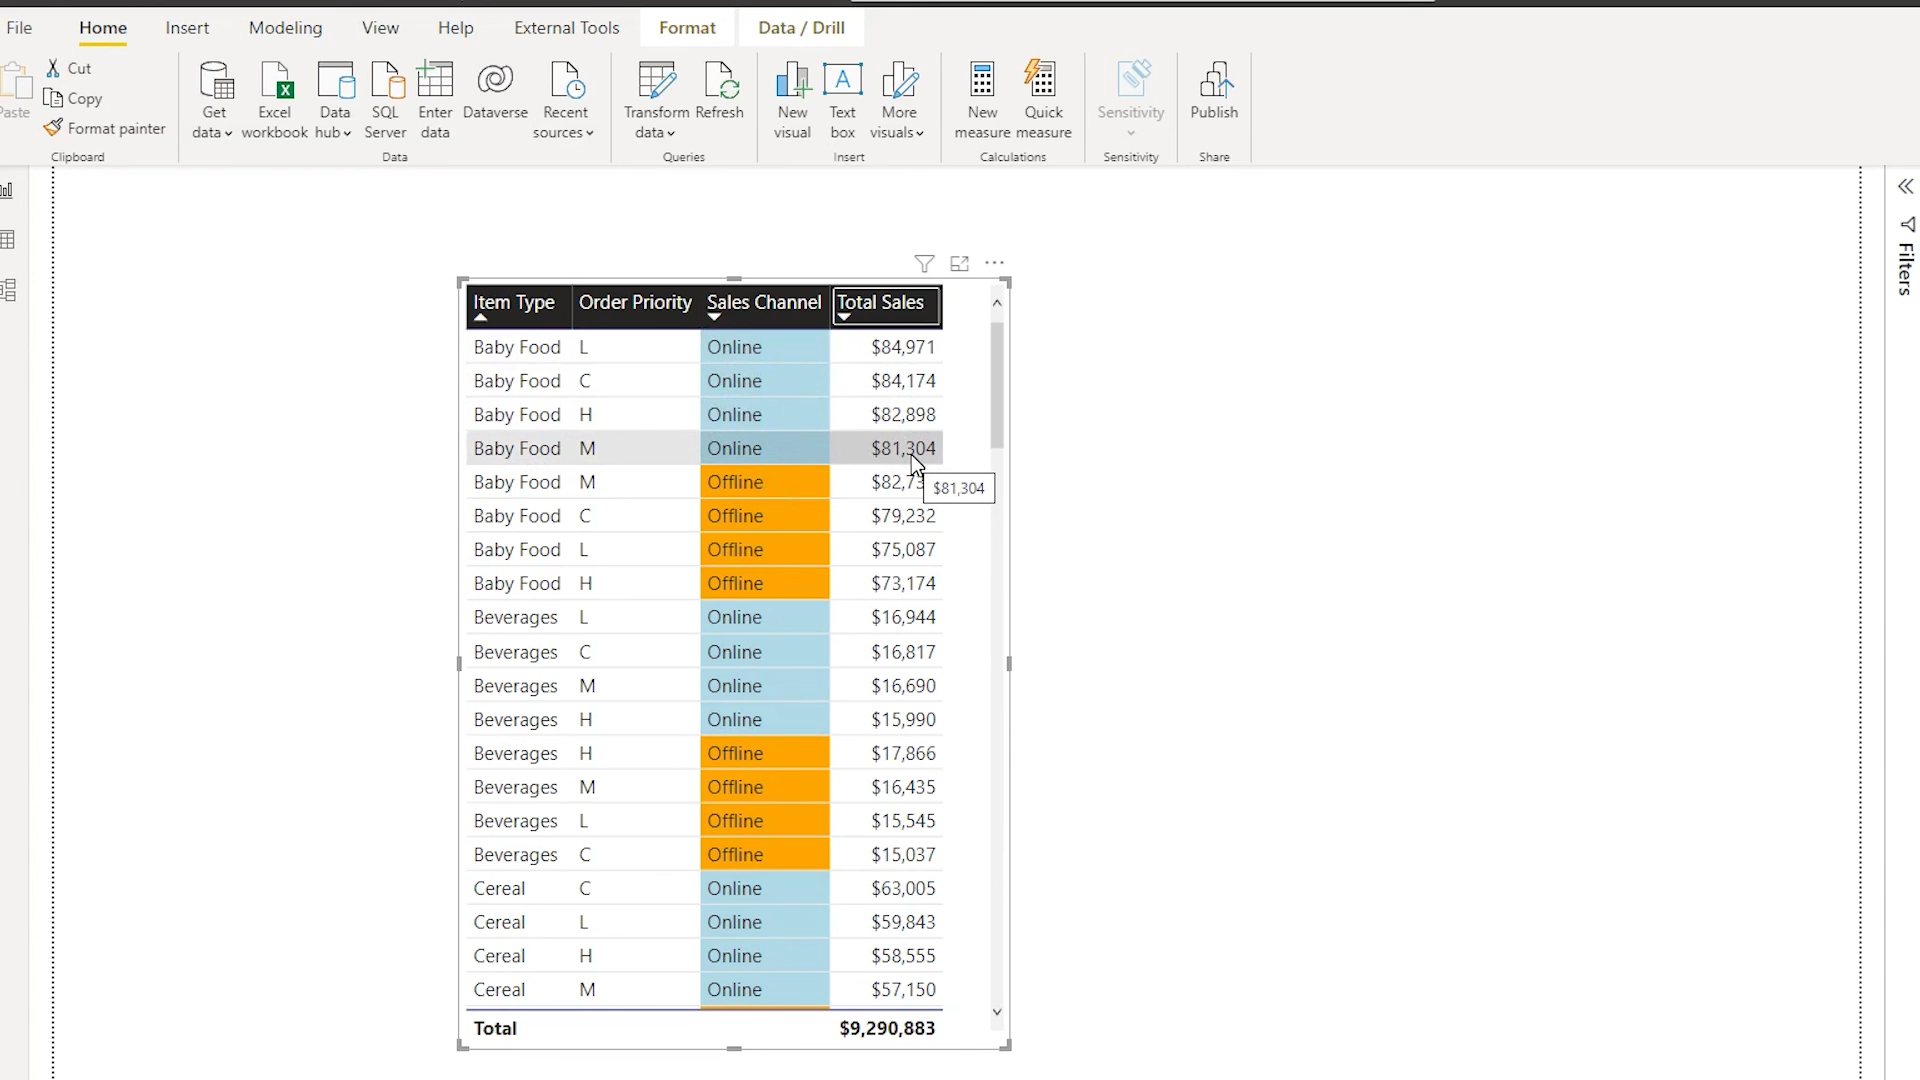 File Home Insert Modeling View Help External Tools Format Data / Drill
Paste
Cut
Copy
Format painter
Clipboard
Get data
Excel workbook
Data hub
SQL Server
Enter data
Dataverse
Recent sources
Data
Transform data
Refresh
Queries
New visual
Text box
More visuals
Insert
New measure
Quick measure
Calculations
Sensitivity
Sensitivity
Publish
Share
Filters
Item Type Order Priority Sales Channel Total Sales
Baby Food L Online $84,971
Baby Food C Online $84,174
Baby Food H Online $82,898
Baby Food M Online $81,304
Baby Food M Offline
$81,304
Baby Food C Offline $79,232
Baby Food L Offline $75,087
Baby Food H Offline $73,174
Beverages L Online $16,944
Beverages C Online $16,817
Beverages M Online $16,690
Beverages H Online $15,990
Beverages H Offline $17,866
Beverages M Offline $16,435
Beverages L Offline $15,545
Beverages C Offline $15,037
Cereal C Online $63,005
Cereal L Online $59,843
Cereal H Online $58,555
Cereal M Online $57,150
Total $9,290,883